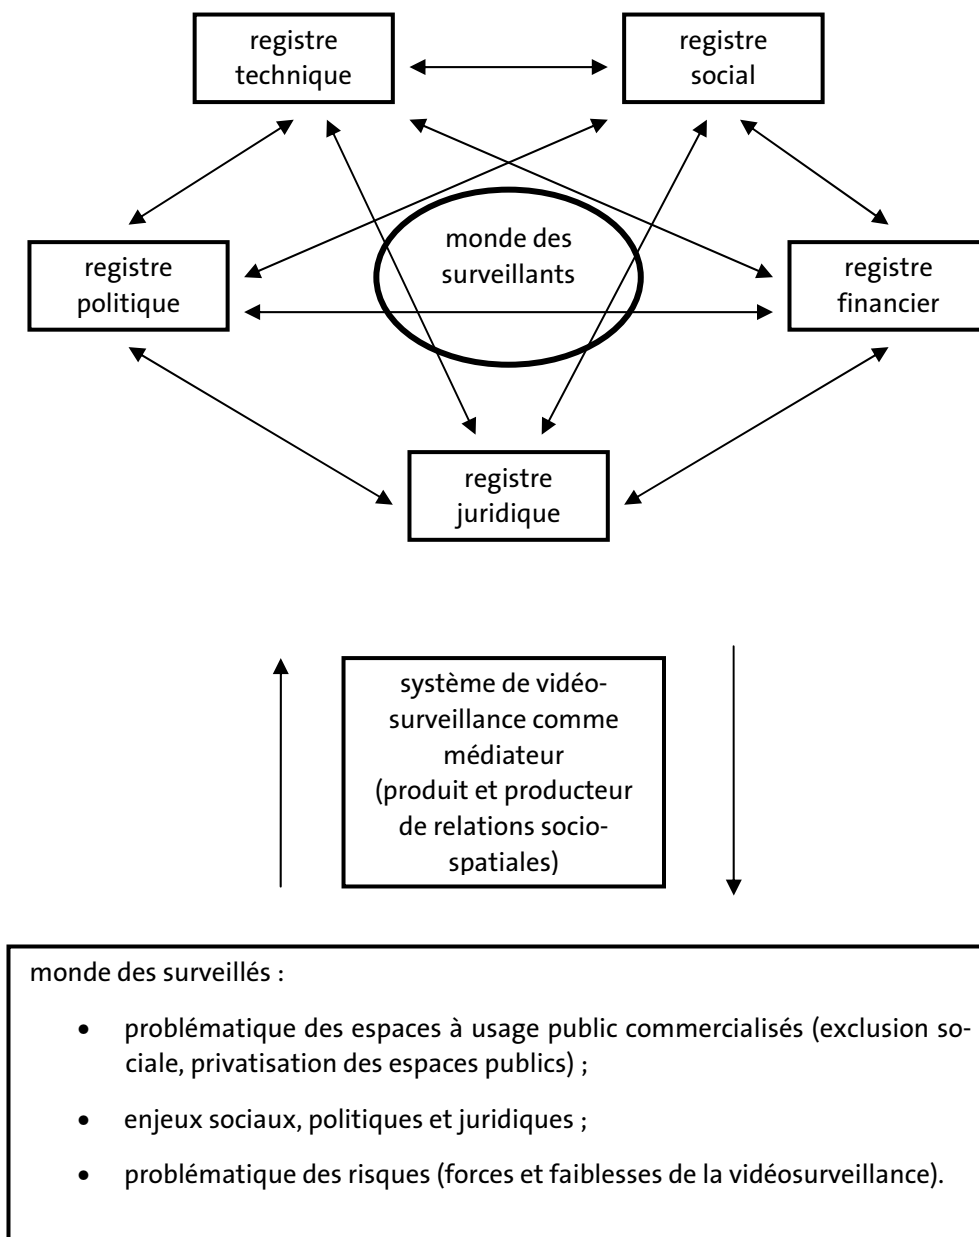 registre
technique
registre
social
monde des
surveillants
registre
politique
registre
financier
registre
juridique
système de vidéo-
surveillance comme
médiateur
(produit et producteur
de relations socio-
spatiales)
monde des surveillés :
• problématique des espaces à usage public commercialisés (exclusion so-
ciale, privatisation des espaces publics) ;
• enjeux sociaux, politiques et juridiques ;
• problématique des risques (forces et faiblesses de la vidéosurveillance).